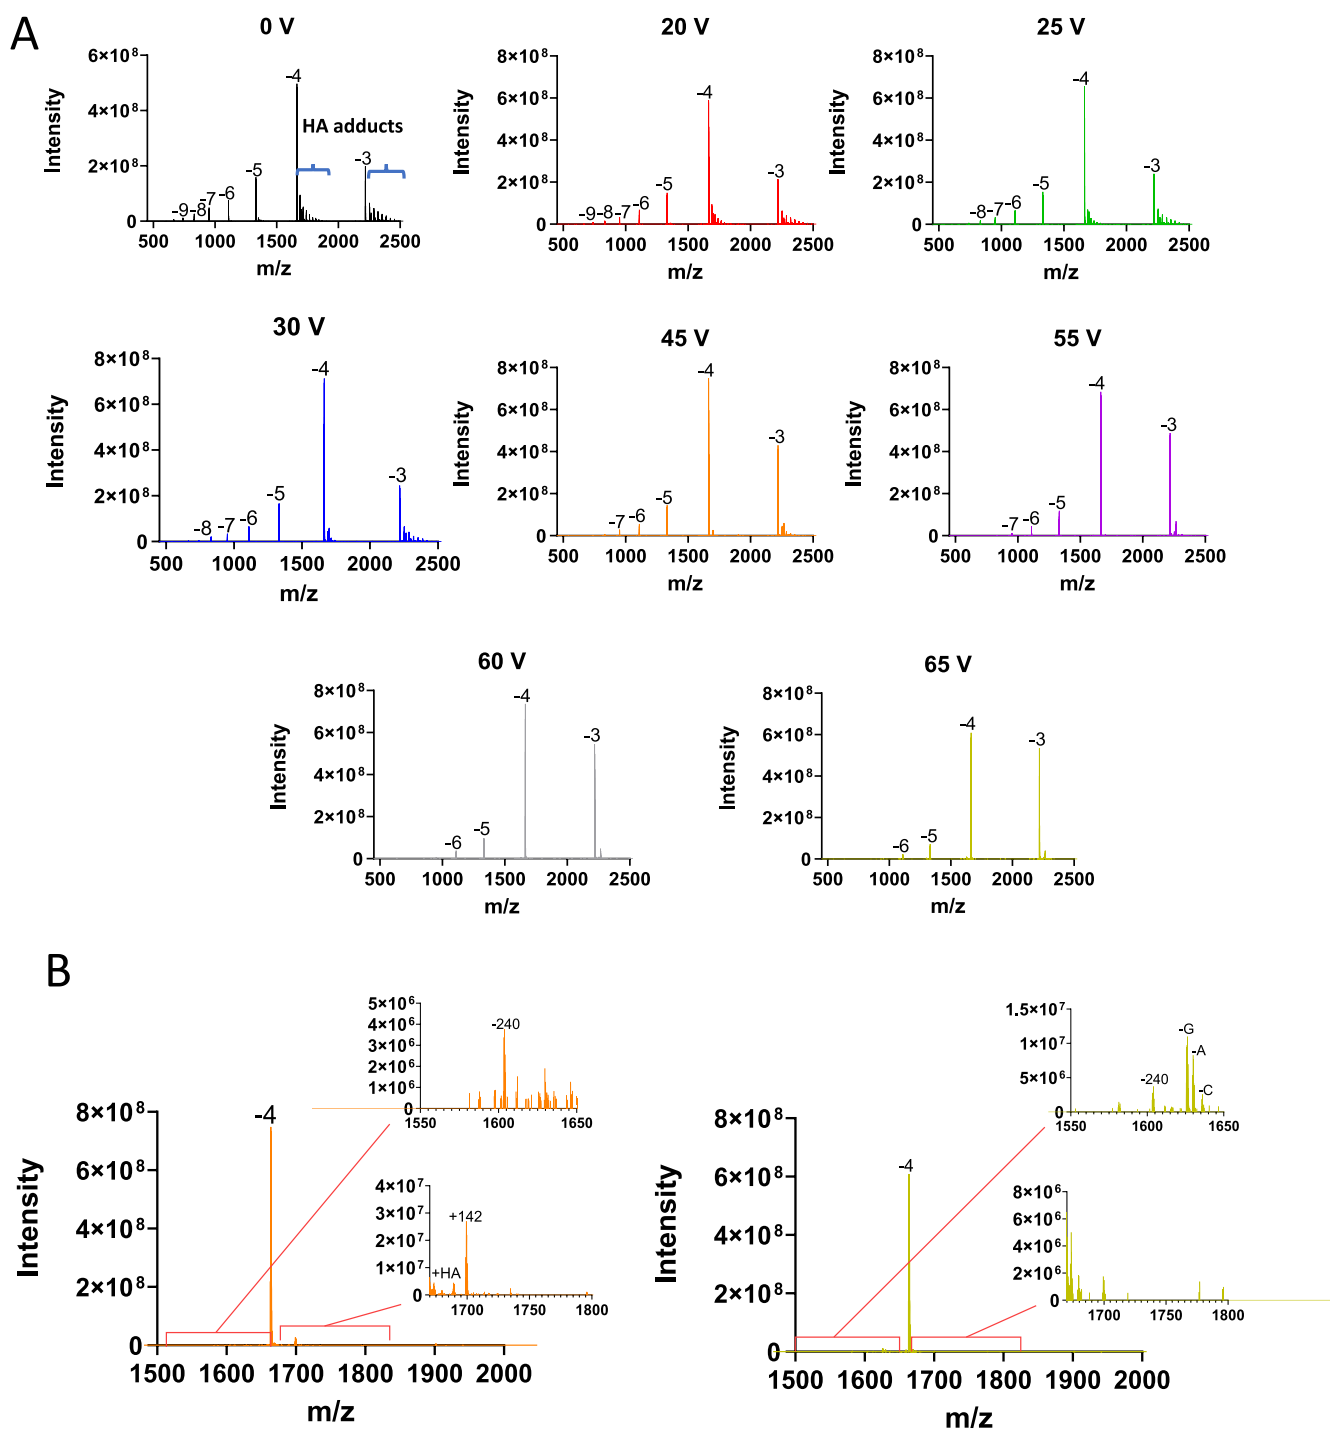 A
0 V
20 V
25 V
6×10⁸
4×10⁸
2×10⁸
0
Intensity
-9
-8
-7
-6
-5
-4
-3
HA adducts
500 1000 1500 2000 2500
m/z
8×10⁸
6×10⁸
4×10⁸
2×10⁸
0
Intensity
-9
-8
-7
-6
-5
-4
-3
500 1000 1500 2000 2500
m/z
8×10⁸
6×10⁸
4×10⁸
2×10⁸
0
Intensity
-8
-7
-6
-5
-4
-3
500 1000 1500 2000 2500
m/z
30 V
45 V
55 V
8×10⁸
6×10⁸
4×10⁸
2×10⁸
0
Intensity
-8
-7
-6
-5
-4
-3
500 1000 1500 2000 2500
m/z
8×10⁸
6×10⁸
4×10⁸
2×10⁸
0
Intensity
-7
-6
-5
-4
-3
500 1000 1500 2000 2500
m/z
8×10⁸
6×10⁸
4×10⁸
2×10⁸
0
Intensity
-7
-6
-5
-4
-3
500 1000 1500 2000 2500
m/z
60 V
65 V
8×10⁸
6×10⁸
4×10⁸
2×10⁸
0
Intensity
-6
-5
-4
-3
500 1000 1500 2000 2500
m/z
8×10⁸
6×10⁸
4×10⁸
2×10⁸
0
Intensity
-6
-5
-4
-3
500 1000 1500 2000 2500
m/z
B
5×10⁶
4×10⁶
3×10⁶
2×10⁶
1×10⁶
0
-240
1550 1600 1650
4×10⁷
3×10⁷
2×10⁷
1×10⁷
0
+HA
+142
1700 1750 1800
8×10⁸
6×10⁸
4×10⁸
2×10⁸
0
Intensity
-4
1500 1600 1700 1800 1900 2000
m/z
1.5×10⁷
1×10⁷
5×10⁶
0
-240
-G
-A
-C
1550 1600 1650
8×10⁶
6×10⁶
4×10⁶
2×10⁶
0
1700 1750 1800
8×10⁸
6×10⁸
4×10⁸
2×10⁸
0
Intensity
-4
1500 1600 1700 1800 1900 2000
m/z